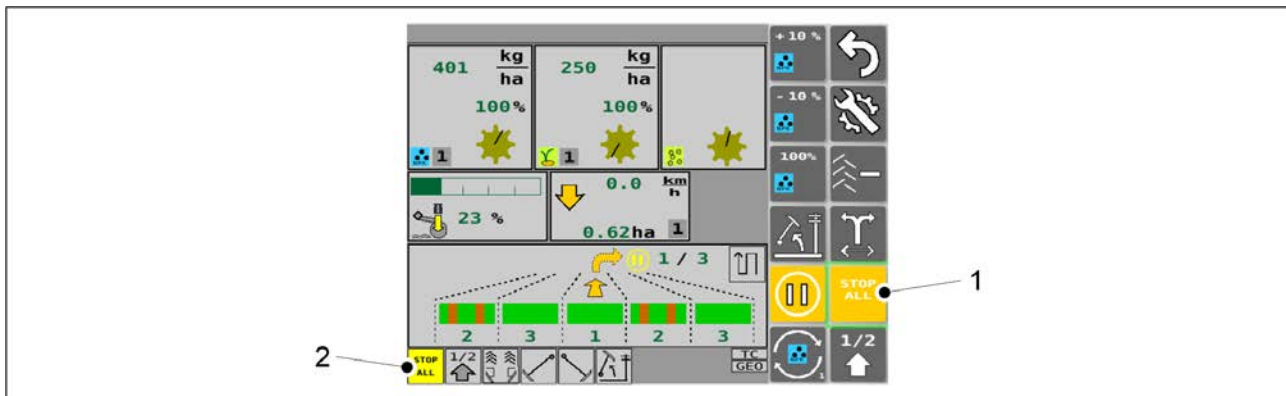 401 kg/ha
100%
1
250 kg/ha
100%
1
23 %
0.0 km/h
0.62ha 1
1 / 3
2 3 1 2 3
STOP ALL
1/2
TC
GEO
+10 %
- 10 %
100%
STOP ALL
1/2
1
1
2